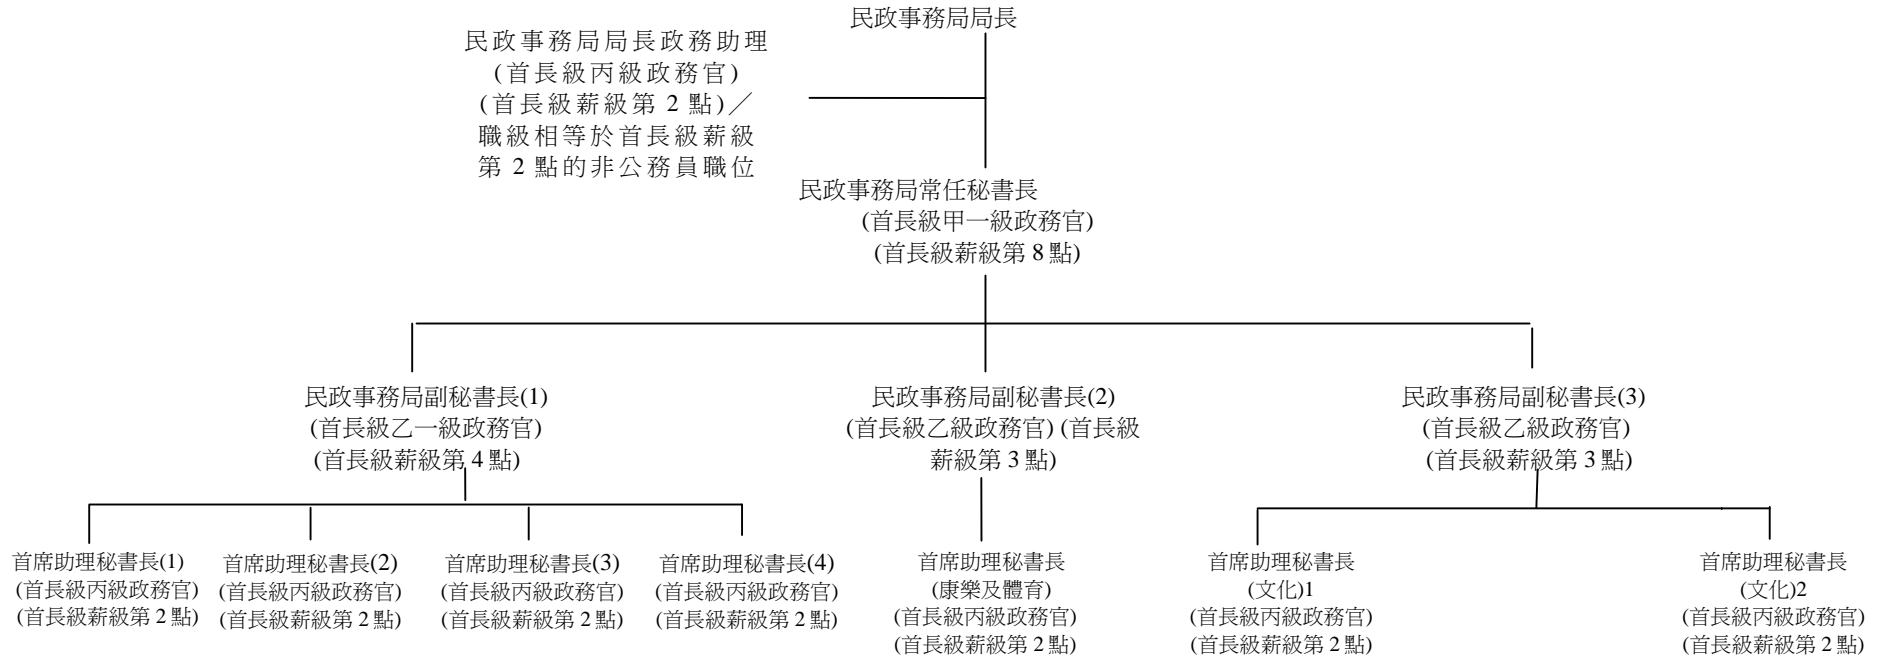 民政事務局局長
民政事務局局長政務助理
(首長級丙級政務官)
(首長級薪級第 2 點)／
職級相等於首長級薪級
第 2 點的非公務員職位
民政事務局常任秘書長
(首長級甲一級政務官)
(首長級薪級第 8 點)
民政事務局副秘書長(1)
(首長級乙一級政務官)
(首長級薪級第 4 點)
民政事務局副秘書長(2)
(首長級乙級政務官) (首長級
薪級第 3 點)
民政事務局副秘書長(3)
(首長級乙級政務官)
(首長級薪級第 3 點)
首席助理秘書長(1)
(首長級丙級政務官)
(首長級薪級第 2 點)
首席助理秘書長(2)
(首長級丙級政務官)
(首長級薪級第 2 點)
首席助理秘書長(3)
(首長級丙級政務官)
(首長級薪級第 2 點)
首席助理秘書長(4)
(首長級丙級政務官)
(首長級薪級第 2 點)
首席助理秘書長
(康樂及體育)
(首長級丙級政務官)
(首長級薪級第 2 點)
首席助理秘書長
(文化)1
(首長級丙級政務官)
(首長級薪級第 2 點)
首席助理秘書長
(文化)2
(首長級丙級政務官)
(首長級薪級第 2 點)